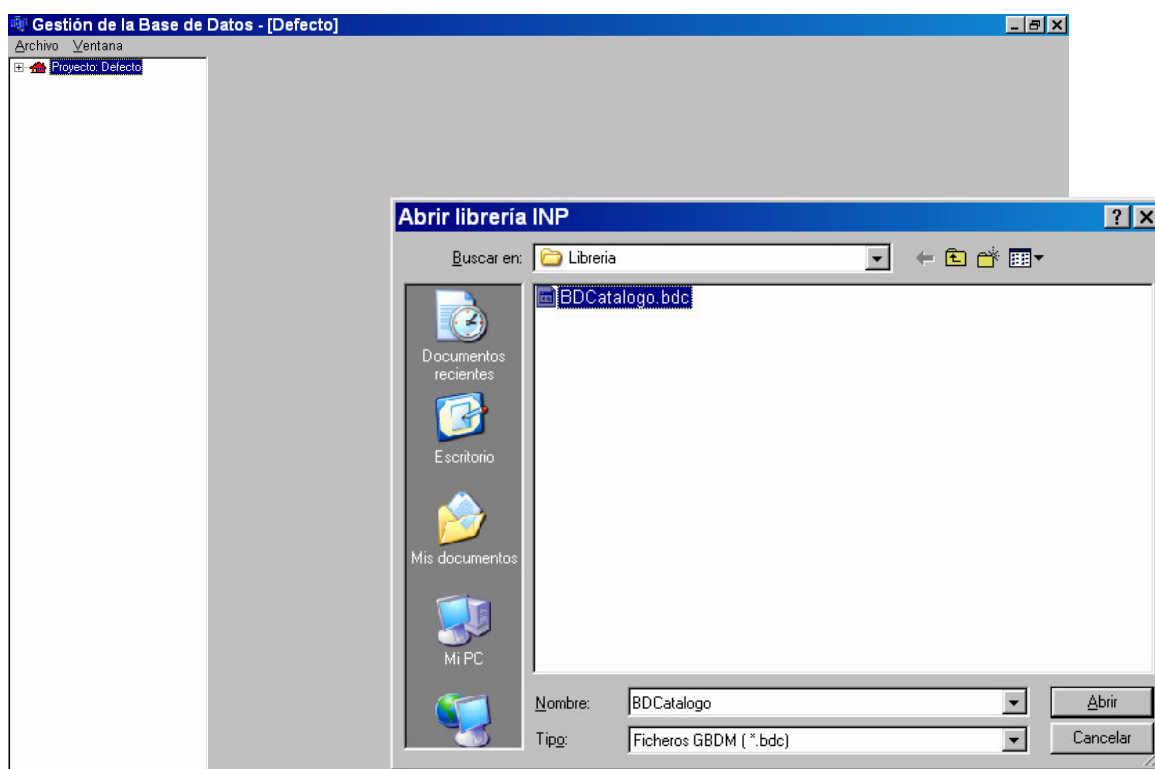 Gestión de la Base de Datos - [Defecto]
Archivo Ventana
Proyecto: Defecto
Abrir librería INP
Buscar en: Libreria
BDCatalogo.bdc
Documentos
recientes
Escritorio
Mis documentos
Mi PC
Nombre: BDCatalogo Abrir
Tipo: Ficheros GBDM ( *.bdc) Cancelar